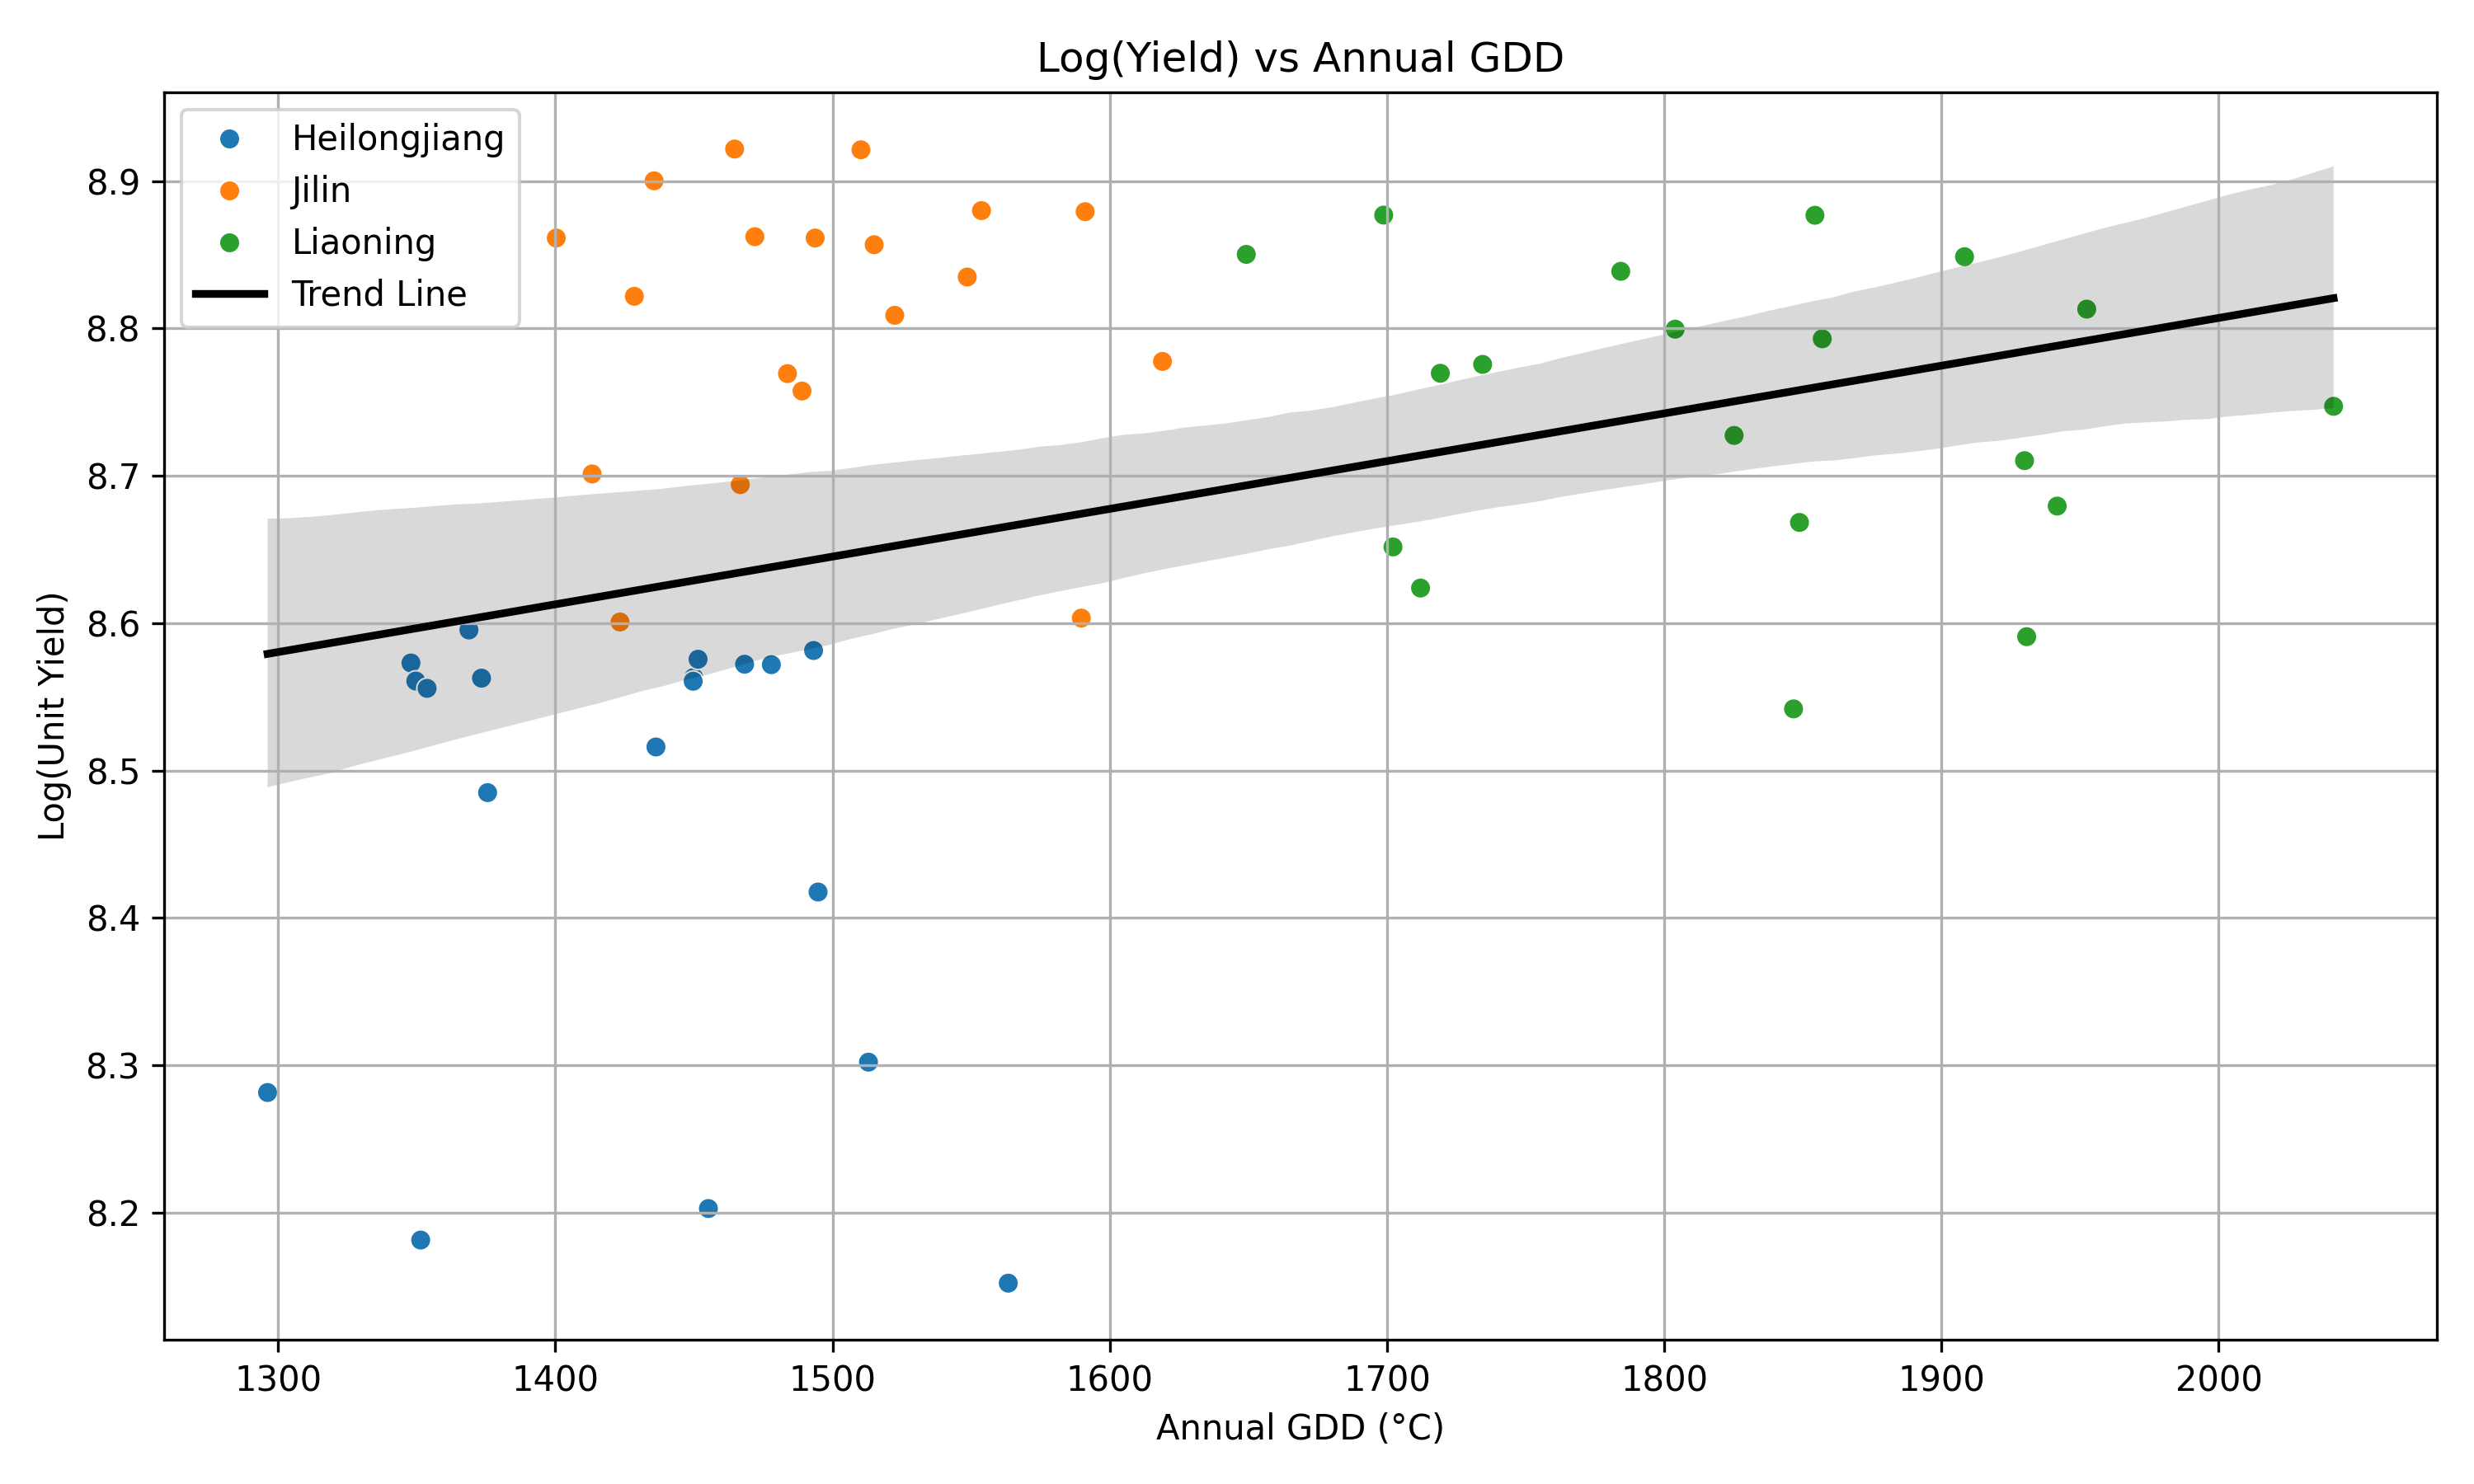 Log(Yield) vs Annual GDD
Heilongjiang
Jilin
Liaoning
Trend Line
Log(Unit Yield)
8.9
8.8
8.7
8.6
8.5
8.4
8.3
8.2
1300 1400 1500 1600 1700 1800 1900 2000
Annual GDD (°C)